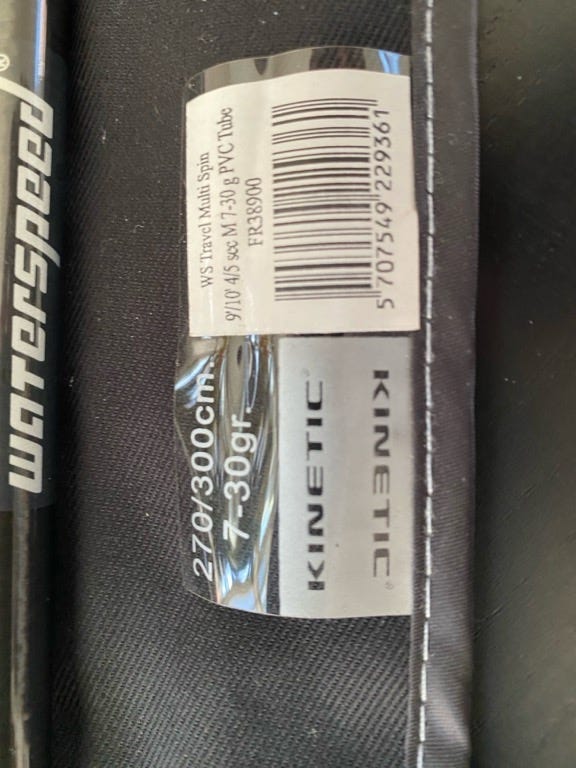 waterspeed®
WS Travel Multi Spin
9'/10' 4/5 sec M 7-30 g PVC Tube
FR38900
5 707549 229361
270/300cm.
7-30gr.
KINETIC®
KINETIC®